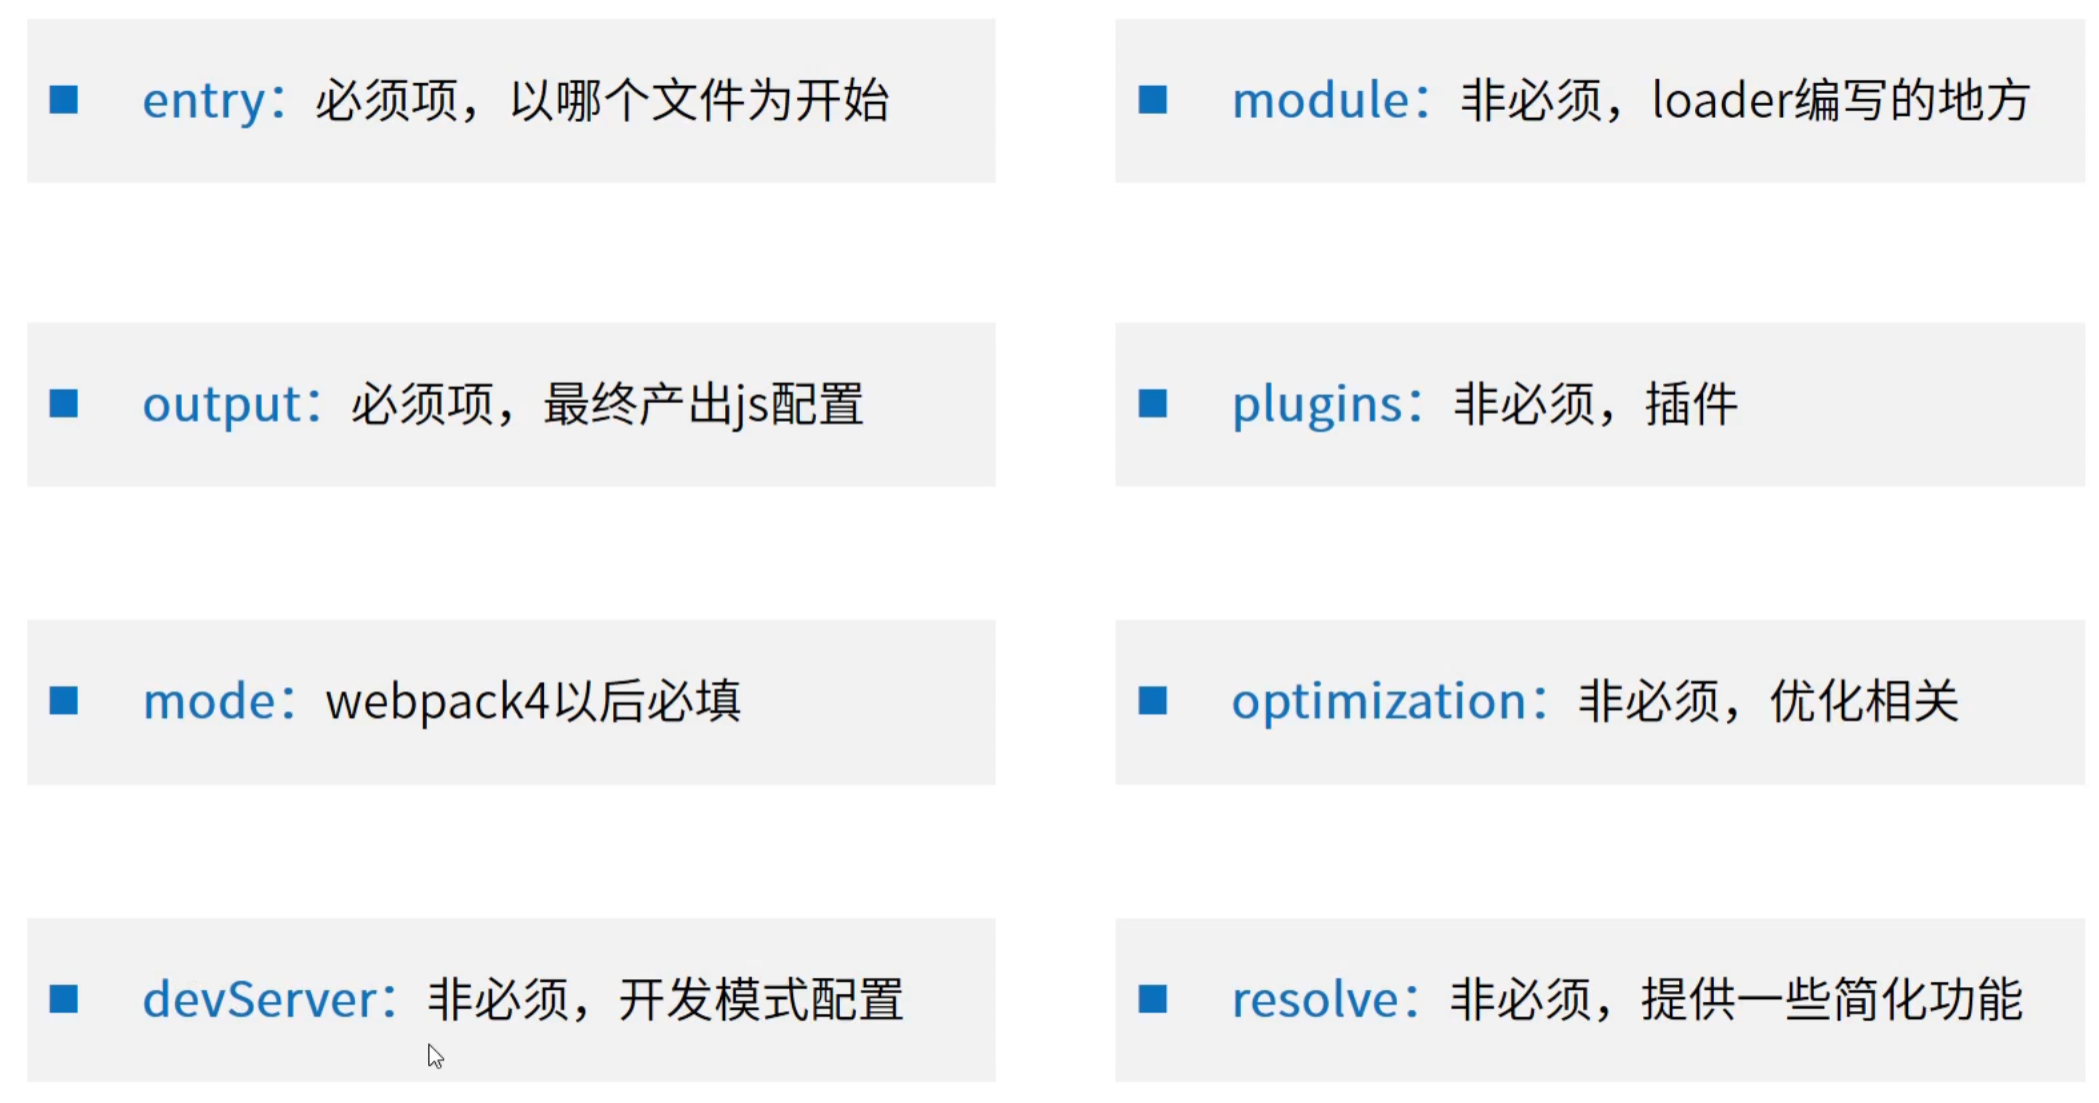 entry：必须项，以哪个文件为开始
output：必须项，最终产出js配置
mode：webpack4以后必填
devServer：非必须，开发模式配置
module：非必须，loader编写的地方
plugins：非必须，插件
optimization：非必须，优化相关
resolve：非必须，提供一些简化功能